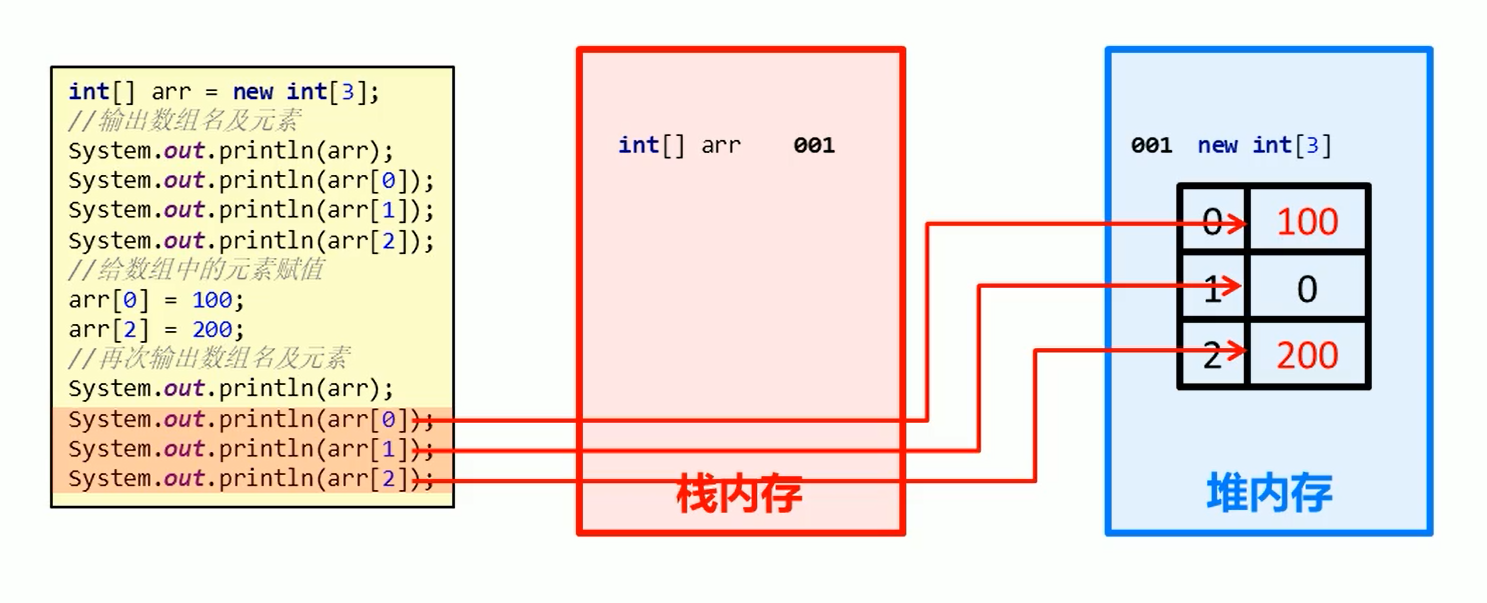 int[] arr = new int[3];
//输出数组名及元素
System.out.println(arr);
System.out.println(arr[0]);
System.out.println(arr[1]);
System.out.println(arr[2]);
//给数组中的元素赋值
arr[0] = 100;
arr[2] = 200;
//再次输出数组名及元素
System.out.println(arr);
System.out.println(arr[0]);
System.out.println(arr[1]);
System.out.println(arr[2]);
int[] arr 001
栈内存
001 new int[3]
0 100
1 0
2 200
堆内存